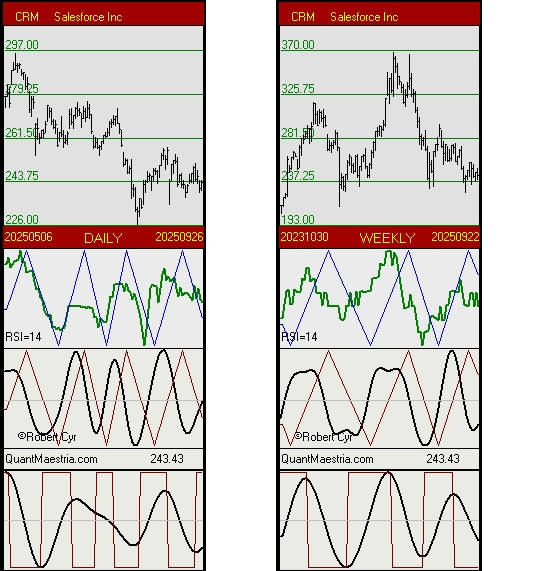 CRM Salesforce Inc
297.00
279.25
261.50
243.75
226.00
20250506 DAILY 20250926
RSI=14
©Robert Cyr
QuantMaestria.com 243.43
CRM Salesforce Inc
370.00
325.75
281.50
237.25
193.00
20231030 WEEKLY 20250922
RSI=14
©Robert Cyr
QuantMaestria.com 243.43